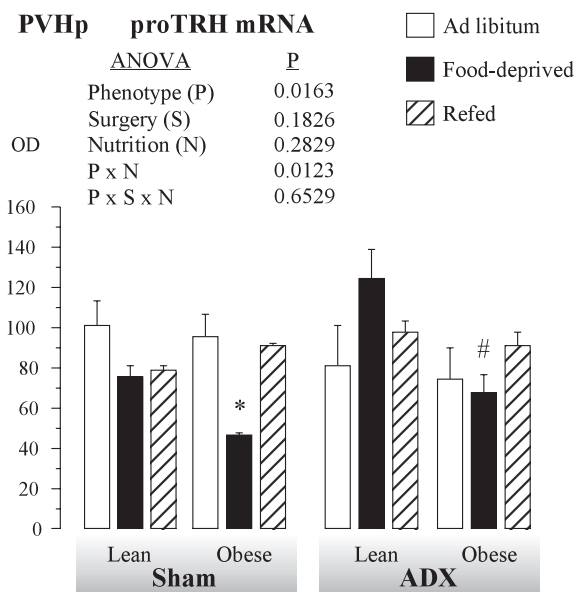 PVHp proTRH mRNA
Ad libitum
Food-deprived
Refed
ANOVA P
Phenotype (P) 0.0163
Surgery (S) 0.1826
Nutrition (N) 0.2829
P x N 0.0123
P x S x N 0.6529
OD
160
140
120
100
80
60
40
20
0
*
#
Lean Obese Lean Obese
Sham ADX